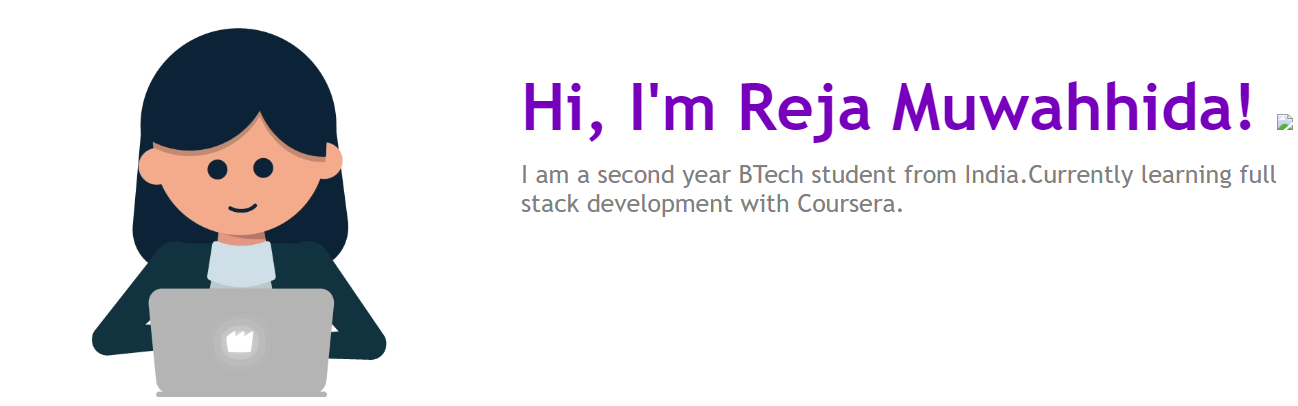 Hi, I'm Reja Muwahhida!
I am a second year BTech student from India.Currently learning full
stack development with Coursera.